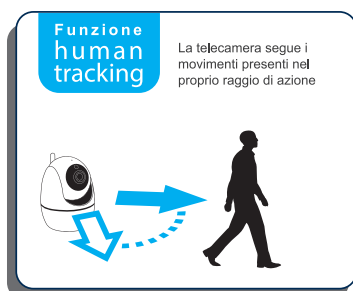 Funzione
human
tracking
La telecamera segue i
movimenti presenti nel
proprio raggio di azione